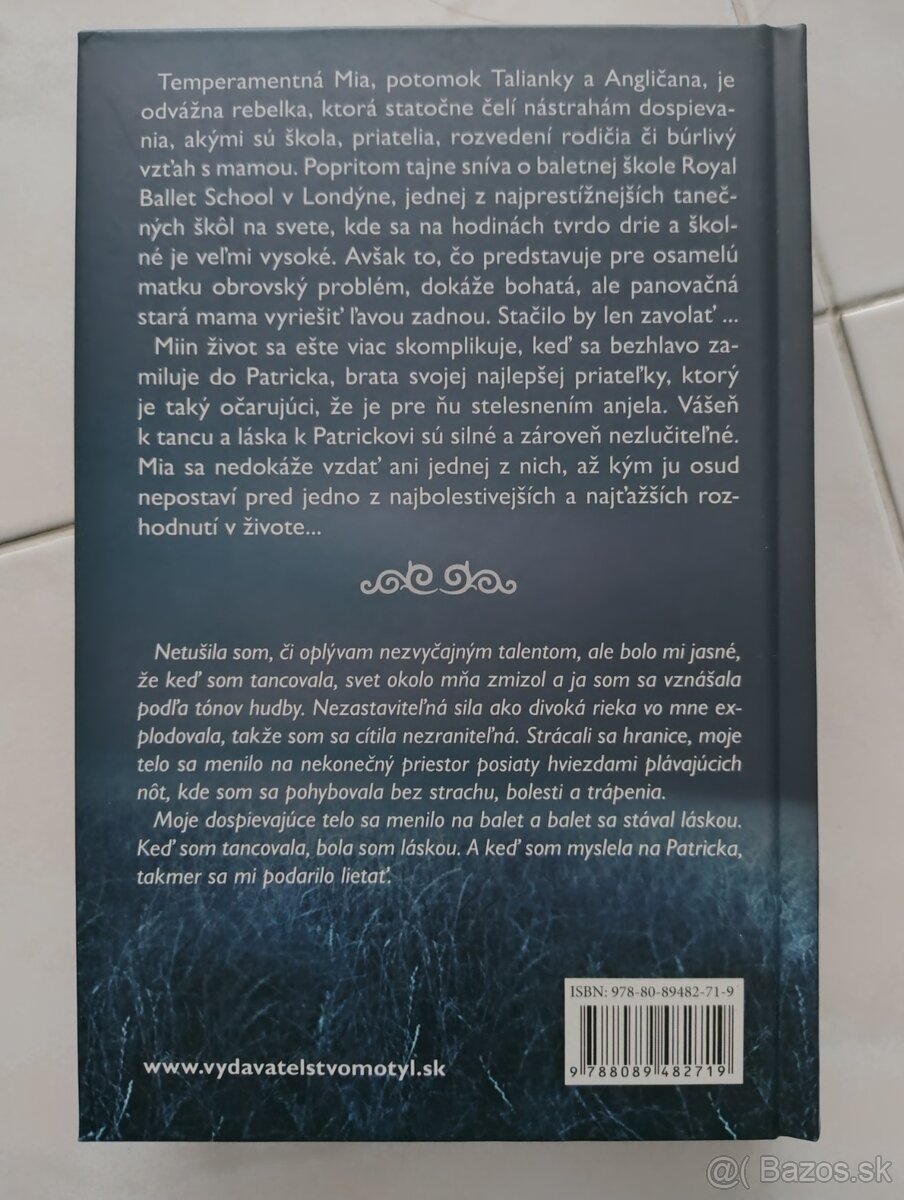 Temperamentná Mia, potomok Talianky a Angličana, je
odvážna rebelka, ktorá statočne čelí nástrahám dospieva-
nia, akými sú škola, priatelia, rozvedení rodičia či búrlivý
vzťah s mamou. Popritom tajne sníva o baletnej škole Royal
Ballet School v Londýne, jednej z najprestížnejších taneč-
ných škôl na svete, kde sa na hodinách tvrdo drie a škol-
né je veľmi vysoké. Avšak to, čo predstavuje pre osamelú
matku obrovský problém, dokáže bohatá, ale panovačná
stará mama vyriešiť ľavou zadnou. Stačilo by len zavolať ...
Miin život sa ešte viac skomplikuje, keď sa bezhlavo za-
miluje do Patricka, brata svojej najlepšej priateľky, ktorý
je taký očarujúci, že je pre ňu stelesnením anjela. Vášeň
k tancu a láska k Patrickovi sú silné a zároveň nezlučiteľné.
Mia sa nedokáže vzdať ani jednej z nich, až kým ju osud
nepostaví pred jedno z najbolestivejších a najťažších roz-
hodnutí v živote...
Netušila som, či oplývam nezvyčajným talentom, ale bolo mi jasné,
že keď som tancovala, svet okolo mňa zmizol a ja som sa vznášala
podľa tónov hudby. Nezastaviteľná sila ako divoká rieka vo mne ex-
plodovala, takže som sa cítila nezraniteľná. Strácali sa hranice, moje
telo sa menilo na nekonečný priestor posiaty hviezdami plávajúcich
nôt, kde som sa pohybovala bez strachu, bolesti a trápenia.
Moje dospievajúce telo sa menilo na balet a balet sa stával láskou.
Keď som tancovala, bola som láskou. A keď som myslela na Patricka,
takmer sa mi podarilo lietať.
ISBN: 978-80-89482-71-9
9 788089 482719
www.vydavatelstvomotyl.sk
@( Bazos.sk